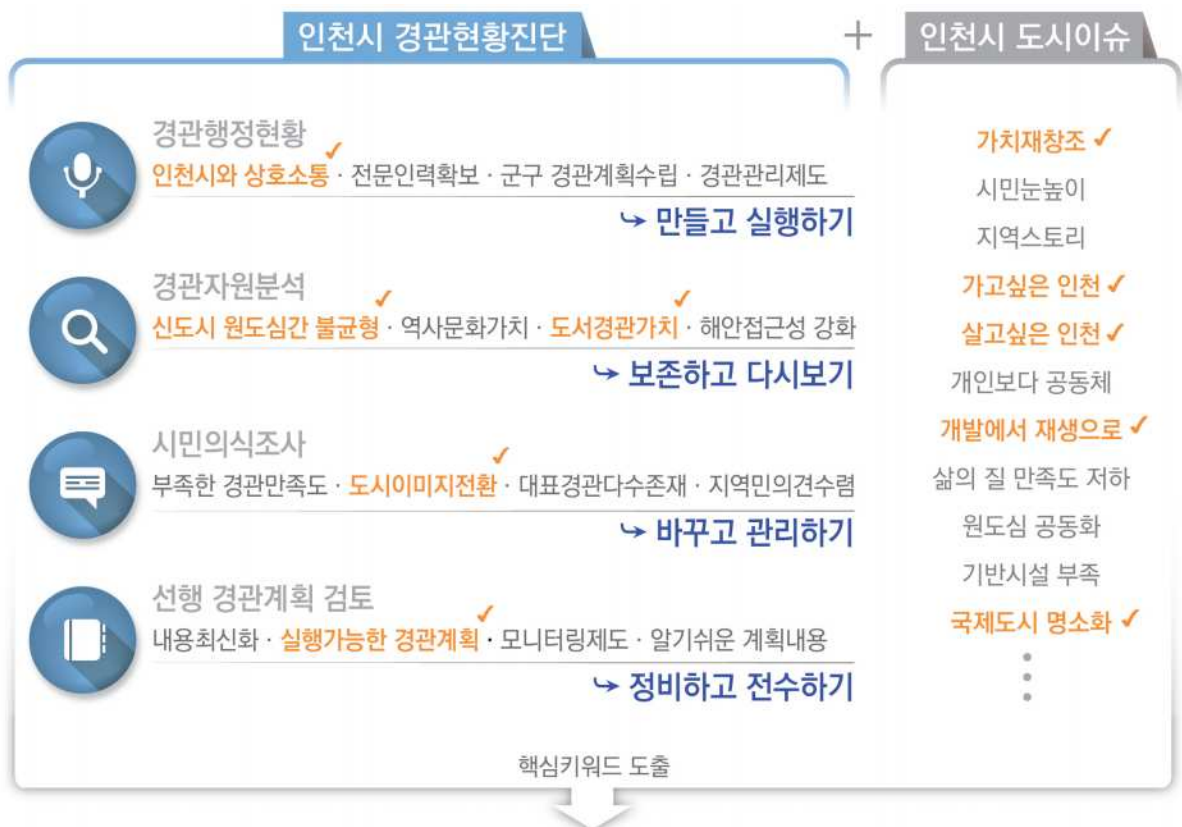 인천시 경관현황진단
+
인천시 도시이슈
경관행정현황
인천시와 상호소통 · 전문인력확보 · 군구 경관계획수립 · 경관관리제도
만들고 실행하기
경관자원분석
신도시 원도심간 불균형 · 역사문화가치 · 도서경관가치 · 해안접근성 강화
보존하고 다시보기
시민의식조사
부족한 경관만족도 · 도시이미지전환 · 대표경관다수존재 · 지역민의견수렴
바꾸고 관리하기
선행 경관계획 검토
내용최신화 · 실행가능한 경관계획 · 모니터링제도 · 알기쉬운 계획내용
정비하고 전수하기
가치재창조
시민눈높이
지역스토리
가고싶은 인천
살고싶은 인천
개인보다 공동체
개발에서 재생으로
삶의 질 만족도 저하
원도심 공동화
기반시설 부족
국제도시 명소화
핵심키워드 도출